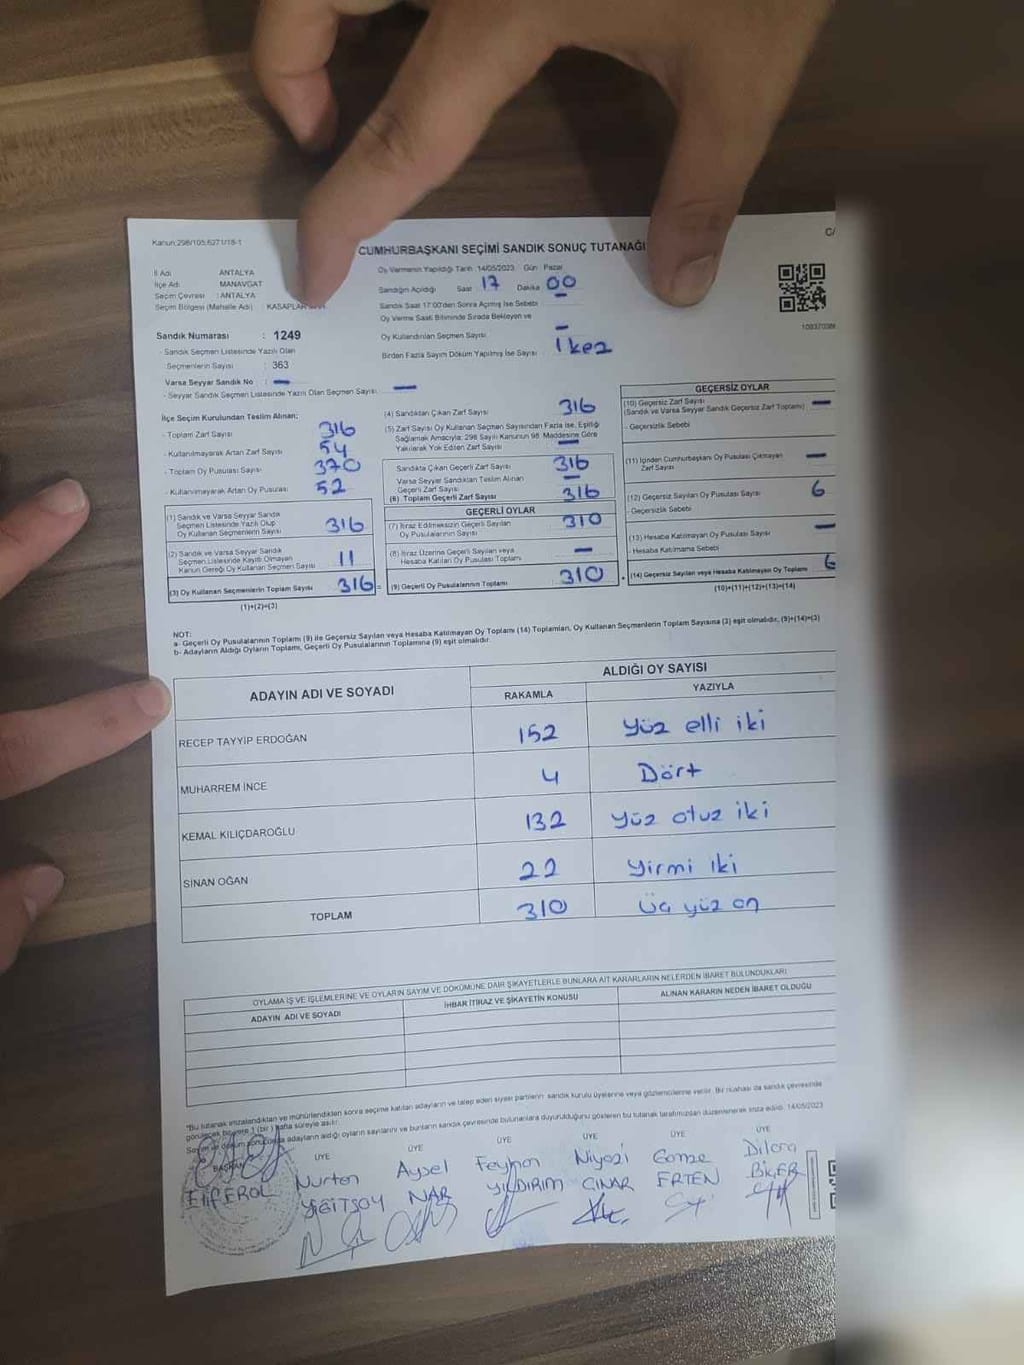 Kanun:298/105;6271/18-1
C/
CUMHURBAŞKANI SEÇİMİ SANDIK SONUÇ TUTANAĞI
İl Adı ANTALYA
İlçe Adı: MANAVGAT
Seçim Çevresi : ANTALYA
Seçim Bölgesi (Mahalle Adı) :
Oy Vermenin Yapıldığı Tarih 14/05/2023 Gün Pazar
Sandığın Açıldığı Saat 17 Dakika 00
Sandık Saat 17:00'den Sonra Açılmış İse Sebebi –
Oy Verme Saati Bitiminde Sırada Bekleyen ve
Oy Kullandırılan Seçmen Sayısı –
Birden Fazla Sayım Döküm Yapılmış İse Sayısı 1 kez
Sandık Numarası : 1249
- Sandık Seçmen Listesinde Yazılı Olan
Seçmenlerin Sayısı : 363
Varsa Seyyar Sandık No : –
- Seyyar Sandık Seçmen Listesinde Yazılı Olan Seçmen Sayısı –
İlçe Seçim Kurulundan Teslim Alınan;
- Toplam Zarf Sayısı 316
- Kullanılmayarak Artan Zarf Sayısı 54
- Toplam Oy Pusulası Sayısı 370
- Kullanılmayarak Artan Oy Pusulası 52
(1) Sandık ve Varsa Seyyar Sandık
Seçmen Listesinde Yazılı Olup
Oy Kullanan Seçmenlerin Sayısı 316
(2) Sandık ve Varsa Seyyar Sandık
Seçmen Listesinde Kayıtlı Olmayan
Kanun Gereği Oy Kullanan Seçmen Sayısı 11
(3) Oy Kullanan Seçmenlerin Toplam Sayısı 316 =
(1)+(2)=(3)
(4) Sandıktan Çıkan Zarf Sayısı 316
(5) Zarf Sayısı Oy Kullanan Seçmen Sayısından Fazla İse, Eşitliği
Sağlamak Amacıyla; 298 Sayılı Kanunun 98. Maddesine Göre
Yakılarak Yok Edilen Zarf Sayısı –
Sandıkta Çıkan Geçerli Zarf Sayısı 316
Varsa Seyyar Sandıktan Teslim Alınan
Geçerli Zarf Sayısı –
(6) Toplam Geçerli Zarf Sayısı 316
GEÇERLİ OYLAR
(7) İtiraz Edilmeksizin Geçerli Sayılan
Oy Pusulalarının Sayısı 310
(8) İtiraz Üzerine Geçerli Sayılan veya
Hesaba Katılan Oy Pusulası Toplamı –
(9) Geçerli Oy Pusulalarının Toplamı 310 +
GEÇERSİZ OYLAR
(10) Geçersiz Zarf Sayısı
(Sandık ve Varsa Seyyar Sandık Geçersiz Zarf Toplamı) –
- Geçersizlik Sebebi
(11) İçinden Cumhurbaşkanı Oy Pusulası Çıkmayan
Zarf Sayısı –
(12) Geçersiz Sayılan Oy Pusulası Sayısı 6
- Geçersizlik Sebebi
(13) Hesaba Katılmayan Oy Pusulası Sayısı –
- Hesaba Katılmama Sebebi
(14) Geçersiz Sayılan veya Hesaba Katılmayan Oy Toplamı 6
(10)+(11)+(12)+(13)=(14)
NOT:
a- Geçerli Oy Pusulalarının Toplamı (9) ile Geçersiz Sayılan veya Hesaba Katılmayan Oy Toplamı (14) Toplamları, Oy Kullanan Seçmenlerin Toplam Sayısına (3) eşit olmalıdır, (9)+(14)=(3)
b- Adayların Aldığı Oyların Toplamı, Geçerli Oy Pusulalarının Toplamına (9) eşit olmalıdır.
ADAYIN ADI VE SOYADI
ALDIĞI OY SAYISI
RAKAMLA YAZIYLA
RECEP TAYYİP ERDOĞAN 152 Yüz elli iki
MUHARREM İNCE 4 Dört
KEMAL KILIÇDAROĞLU 132 Yüz otuz iki
SİNAN OĞAN 22 Yirmi iki
TOPLAM 310 Üç yüz on
OYLAMA İŞ VE İŞLEMLERİNE VE OYLARIN SAYIM VE DÖKÜMÜNE DAİR ŞİKAYETLERLE BUNLARA AİT KARARLARIN NELERDEN İBARET BULUNDUKLARI
ADAYIN ADI VE SOYADI İHBAR İTİRAZ VE ŞİKAYETİN KONUSU ALINAN KARARIN NEDEN İBARET OLDUĞU
"Bu tutanak imzalandıktan ve mühürlendikten sonra seçime katılan adayların ve talep eden siyasi partilerin sandık kurulu üyelerine veya gözlemcilerine verilir. Bu nüshası da sandık çevresinde
görülecek bir yere 1 (bir) hafta süreyle asılır.
adayların aldığı oyların sayılarını ve bunların sandık çevresinde bulunanlara duyurulduğunu gösteren bu tutanak tarafımızdan düzenlenerek imza edildi. 14/05/2023
BAŞKAN ÜYE ÜYE ÜYE ÜYE ÜYE
Elif EROL
Nurten YİĞİTSOY
Aysel NAR
Feyhan YILDIRIM
Niyazi ÇINAR
Gamze ERTEN
Dilara BİÇER